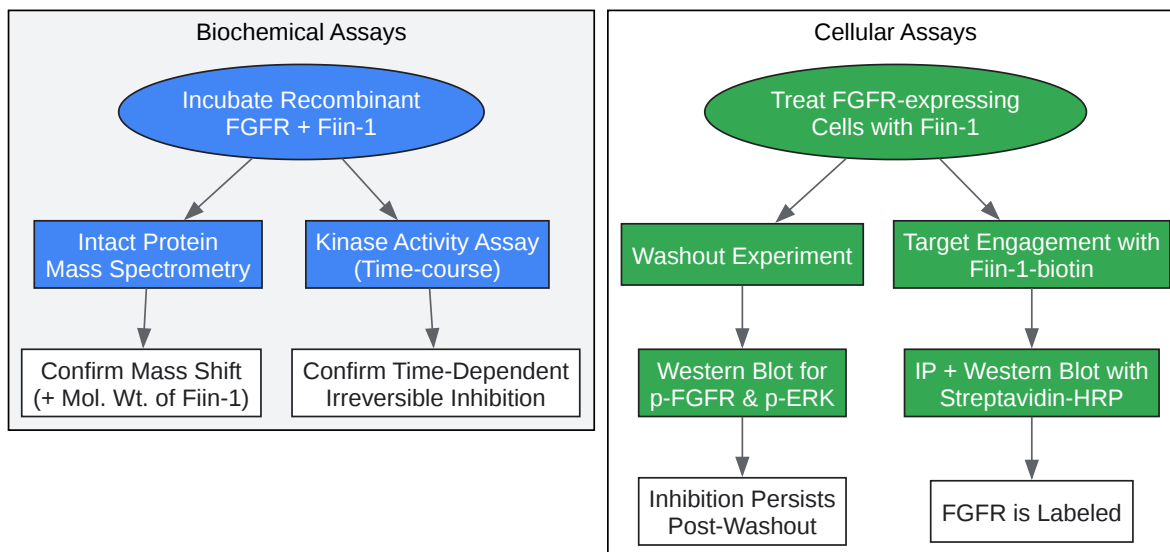 Biochemical Assays
Incubate Recombinant
FGFR + Fiin-1
Intact Protein
Mass Spectrometry
Kinase Activity Assay
(Time-course)
Confirm Mass Shift
(+ Mol. Wt. of Fiin-1)
Confirm Time-Dependent
Irreversible Inhibition
Cellular Assays
Treat FGFR-expressing
Cells with Fiin-1
Washout Experiment
Target Engagement with
Fiin-1-biotin
Western Blot for
p-FGFR & p-ERK
IP + Western Blot with
Streptavidin-HRP
Inhibition Persists
Post-Washout
FGFR is Labeled